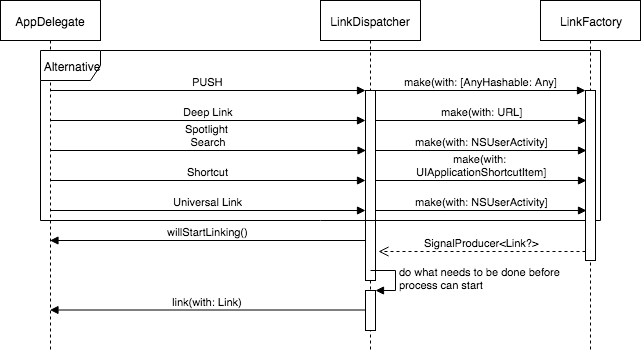 AppDelegate
LinkDispatcher
LinkFactory
Alternative
PUSH
make(with: [AnyHashable: Any]
Deep Link
make(with: URL]
Spotlight
Search
make(with: NSUserActivity]
Shortcut
make(with:
UIApplicationShortcutItem]
Universal Link
make(with: NSUserActivity]
willStartLinking()
SignalProducer<Link?>
do what needs to be done before
process can start
link(with: Link)